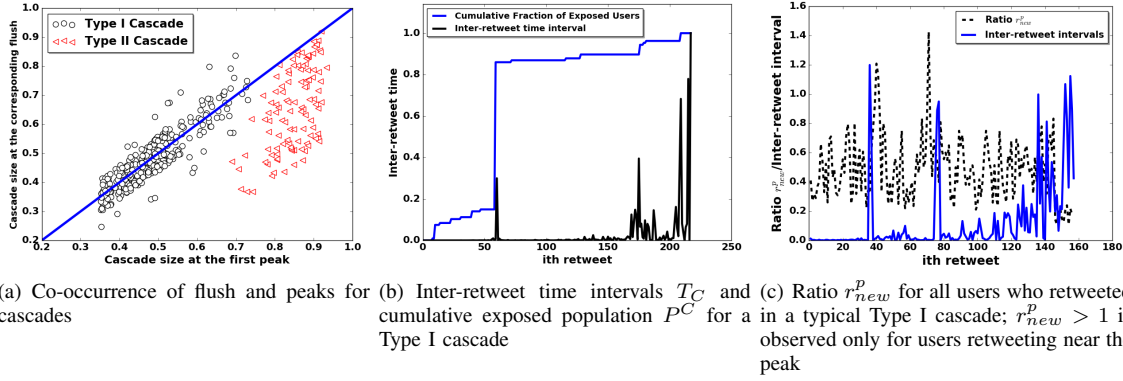 1.0
0.9
0.8
0.7
0.6
0.5
0.4
0.3
0.2
0.2 0.3 0.4 0.5 0.6 0.7 0.8 0.9 1.0
Cascade size at the corresponding flush
Cascade size at the first peak
Type I Cascade
Type II Cascade
1.0
0.8
0.6
0.4
0.2
0.0
0 50 100 150 200 250
Inter-retweet time
ith retweet
Cumulative Fraction of Exposed Users
Inter-retweet time interval
1.6
1.4
1.2
1.0
0.8
0.6
0.4
0.2
0.0
0 20 40 60 80 100 120 140 160 180
Ratio r^p_new/Inter-retweet interval
ith retweet
Ratio r^p_new
Inter-retweet intervals
(a) Co-occurrence of flush and peaks for
cascades
(b) Inter-retweet time intervals T_C and
cumulative exposed population P^C for a
Type I cascade
(c) Ratio r^p_new for all users who retweeted
in a typical Type I cascade; r^p_new > 1 i
observed only for users retweeting near th
peak